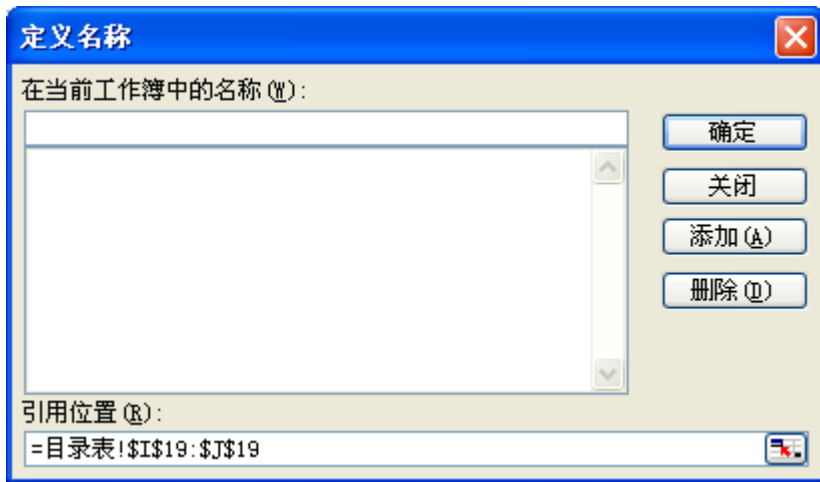 定义名称
在当前工作簿中的名称(W):
确定
关闭
添加(A)
删除(D)
引用位置(R):
=目录表!$I$19:$J$19